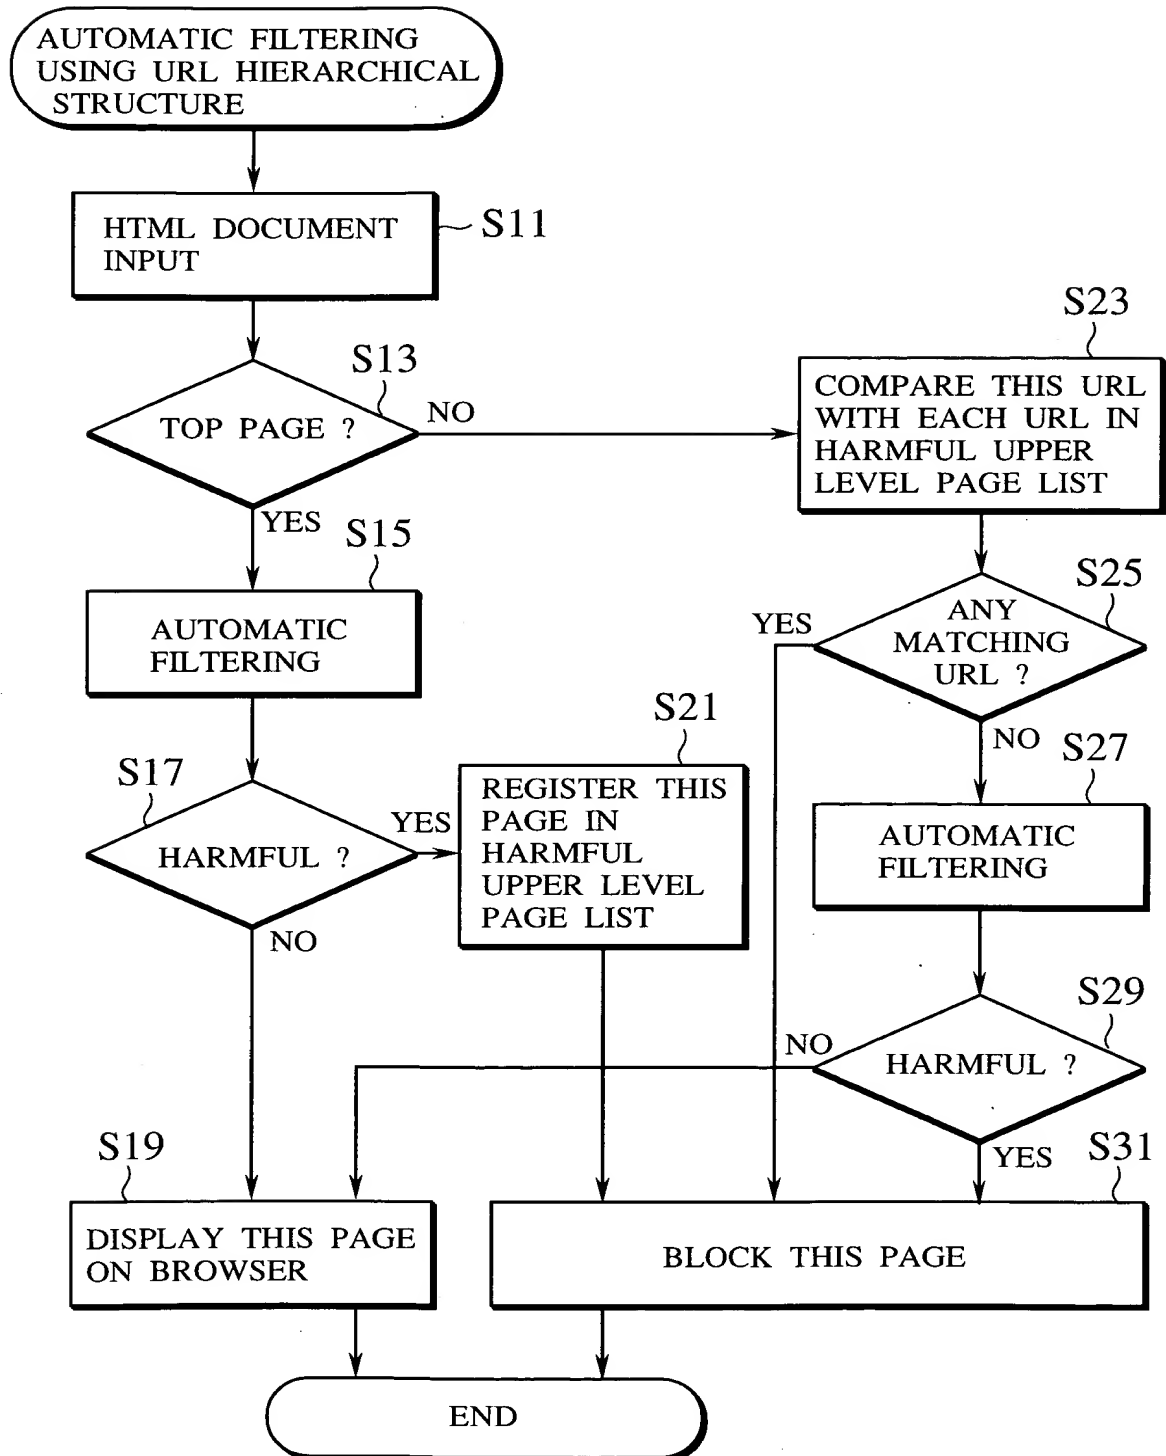 AUTOMATIC FILTERING
USING URL HIERARCHICAL
STRUCTURE
HTML DOCUMENT
INPUT
S11
S13
TOP PAGE ?
NO
YES
S23
COMPARE THIS URL
WITH EACH URL IN
HARMFUL UPPER
LEVEL PAGE LIST
S15
AUTOMATIC
FILTERING
S25
YES
ANY
MATCHING
URL ?
NO
S17
HARMFUL ?
YES
NO
S21
REGISTER THIS
PAGE IN
HARMFUL
UPPER LEVEL
PAGE LIST
S27
AUTOMATIC
FILTERING
S29
NO
HARMFUL ?
YES
S19
DISPLAY THIS PAGE
ON BROWSER
S31
BLOCK THIS PAGE
END